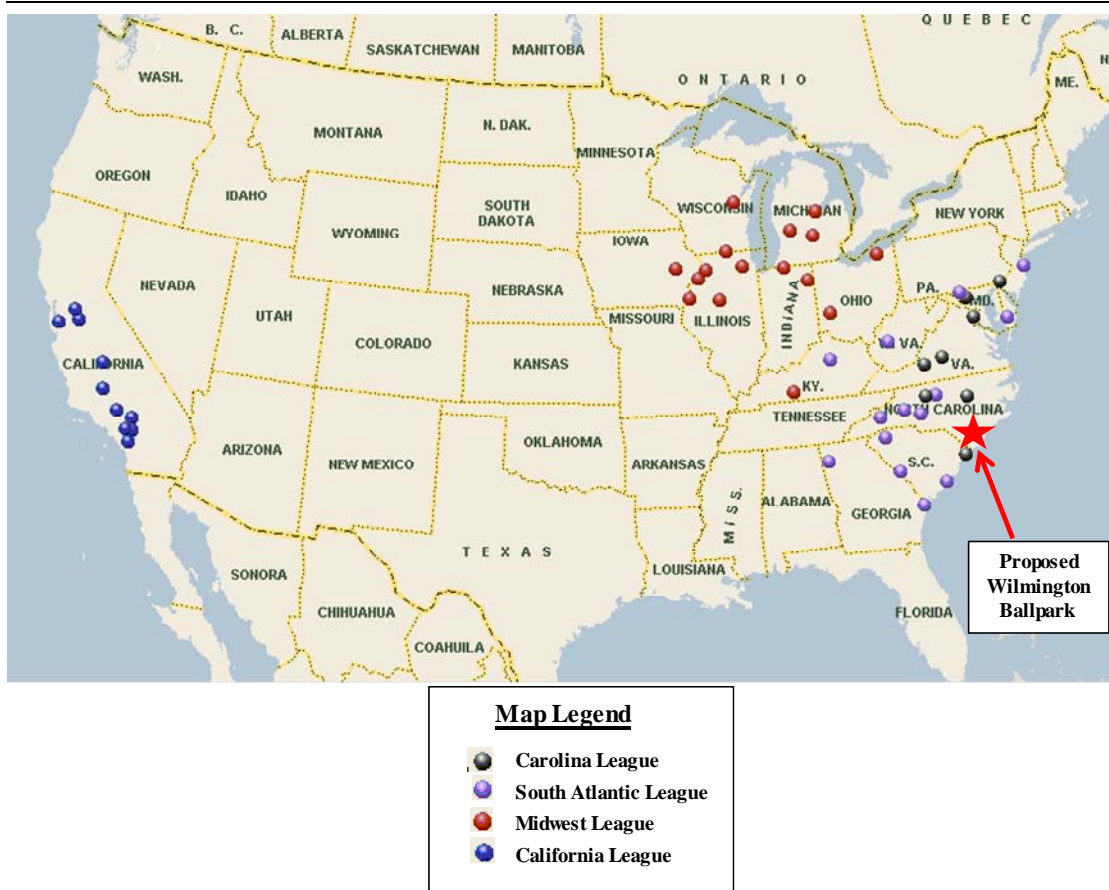 QUEBEC
B. C.
ALBERTA
SASKATCHEWAN
MANITOBA
ONTARIO
WASH.
ME.
N
MONTANA
N. DAK.
MINNESOTA
OREGON
IDAHO
SOUTH
DAKOTA
WISCONSIN
MICHIGAN
NEW YORK
WYOMING
IOWA
NEVADA
NEBRASKA
PA.
UTAH
MISSOURI
ILLINOIS
INDIANA
OHIO
MD.
COLORADO
VA.
CALIFORNIA
KANSAS
VA.
KY.
TENNESSEE
NORTH CAROLINA
ARIZONA
NEW MEXICO
OKLAHOMA
ARKANSAS
S.C.
MISS.
ALABAMA
GEORGIA
TEXAS
LOUISIANA
SONORA
CHIHUAHUA
COAHUILA
FLORIDA
Proposed
Wilmington
Ballpark
Map Legend
Carolina League
South Atlantic League
Midwest League
California League